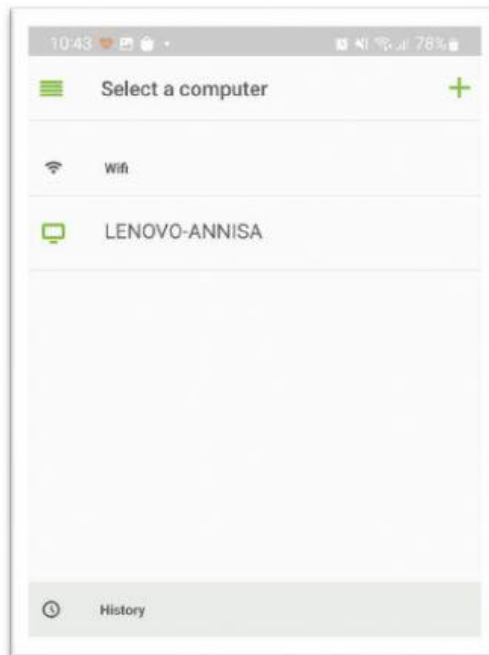 10:43 78%
Select a computer +
Wifi
LENOVO-ANNISA
History